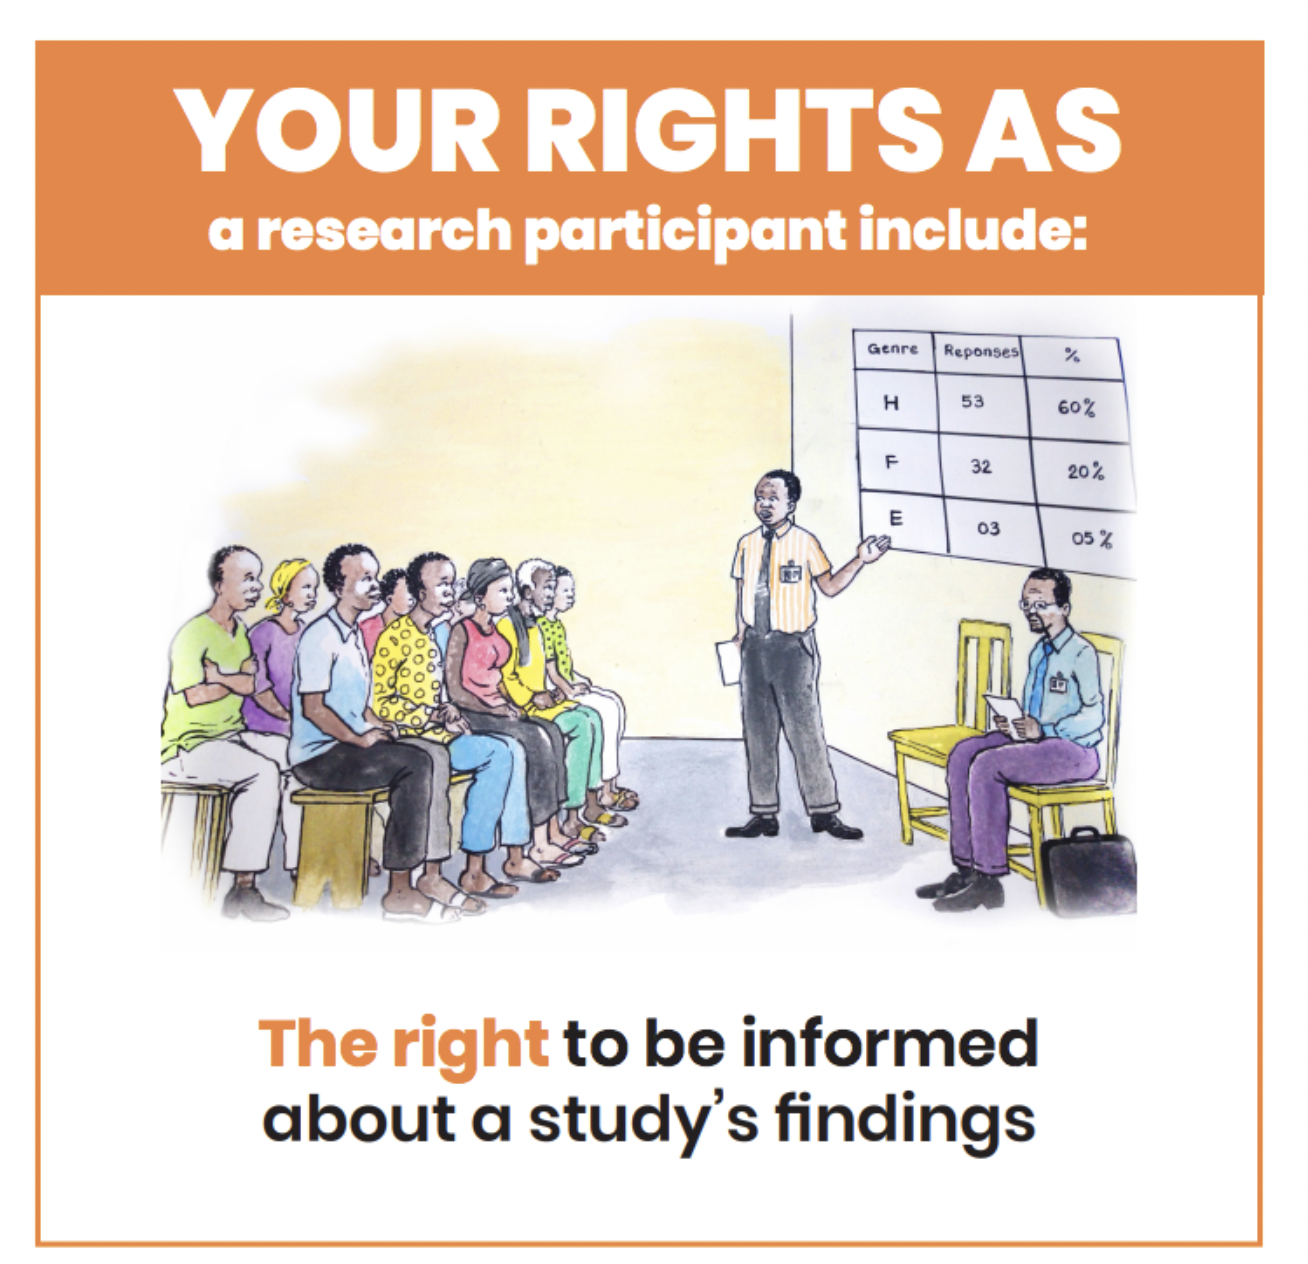 YOUR RIGHTS AS
a research participant include:
Genre Reponses %
H 53 60%
F 32 20%
E 03 05%
The right to be informed
about a study's findings